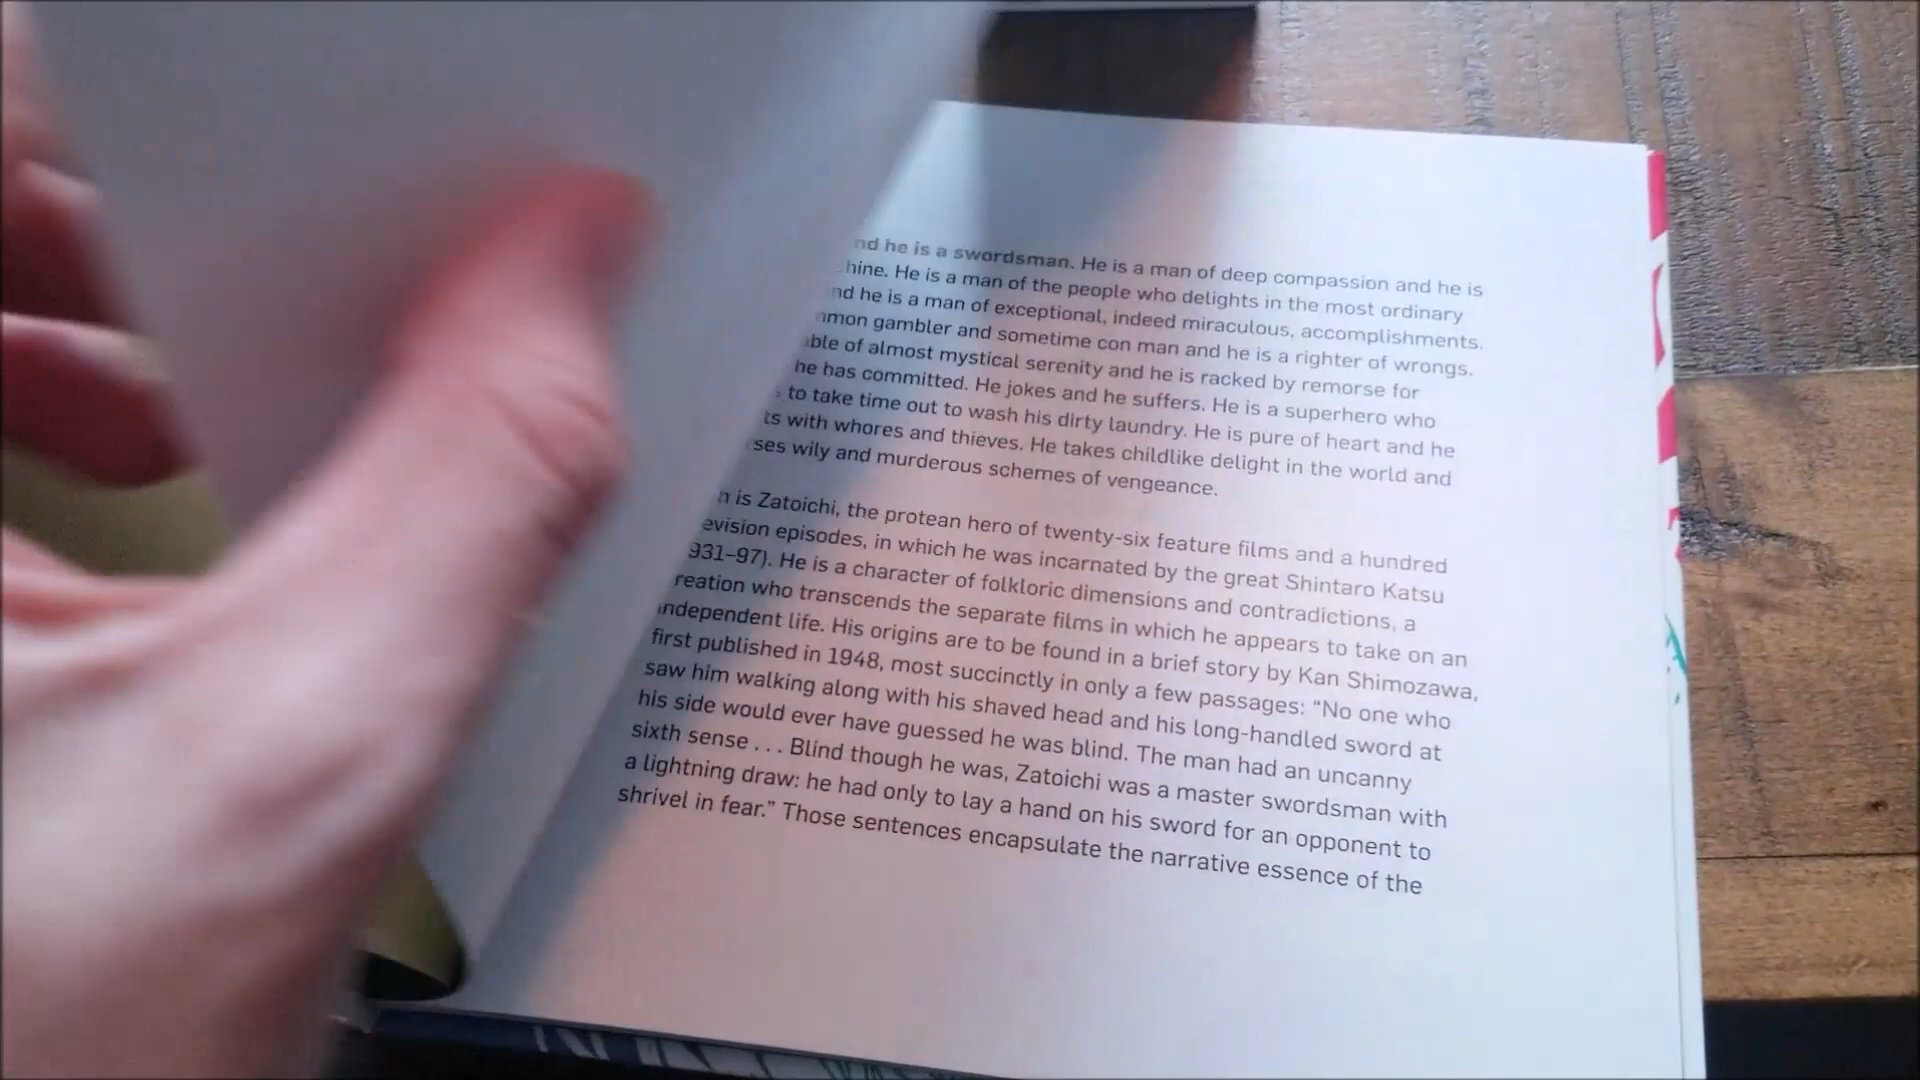 he is a swordsman. He is a man of deep compassion and he is
He is a man of the people who delights in the most ordinary
he is a man of exceptional, indeed miraculous, accomplishments.
gambler and sometime con man and he is a righter of wrongs.
of almost mystical serenity and he is racked by remorse for
he has committed. He jokes and he suffers. He is a superhero who
to take time out to wash his dirty laundry. He is pure of heart and he
with whores and thieves. He takes childlike delight in the world and
wily and murderous schemes of vengeance.
is Zatoichi, the protean hero of twenty-six feature films and a hundred
episodes, in which he was incarnated by the great Shintaro Katsu
931–97). He is a character of folkloric dimensions and contradictions, a
who transcends the separate films in which he appears to take on an
independent life. His origins are to be found in a brief story by Kan Shimozawa,
first published in 1948, most succinctly in only a few passages: “No one who
saw him walking along with his shaved head and his long-handled sword at
his side would ever have guessed he was blind. The man had an uncanny
sixth sense . . . Blind though he was, Zatoichi was a master swordsman with
a lightning draw: he had only to lay a hand on his sword for an opponent to
shrivel in fear.” Those sentences encapsulate the narrative essence of the